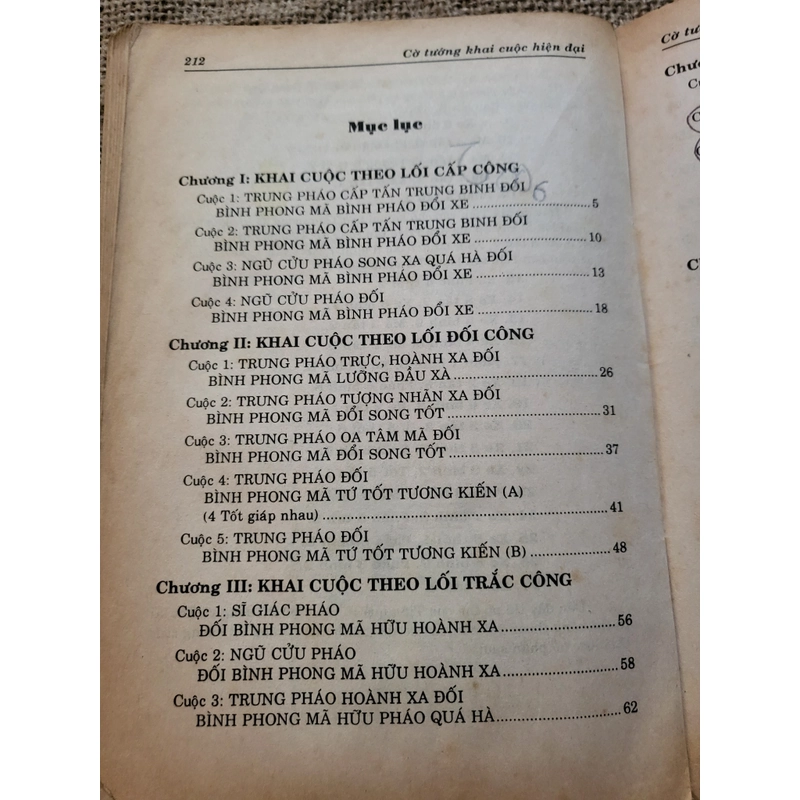 212
Cờ tướng khai cuộc hiện đại
Mục lục
Chương I: KHAI CUỘC THEO LỐI CẤP CÔNG
Cuộc 1: TRUNG PHÁO CẤP TẤN TRUNG BINH ĐỐI
BÌNH PHONG MÃ BÌNH PHÁO ĐỔI XE 5
Cuộc 2: TRUNG PHÁO CẤP TẤN TRUNG BINH ĐỐI
BÌNH PHONG MÃ BÌNH PHÁO ĐỔI XE 10
Cuộc 3: NGŨ CỬU PHÁO SONG XA QUÁ HÀ ĐỐI
BÌNH PHONG MÃ BÌNH PHÁO ĐỔI XE 13
Cuộc 4: NGŨ CỬU PHÁO ĐỐI
BÌNH PHONG MÃ BÌNH PHÁO ĐỔI XE 18
Chương II: KHAI CUỘC THEO LỐI ĐỐI CÔNG
Cuộc 1: TRUNG PHÁO TRỰC, HOÀNH XA ĐỐI
BÌNH PHONG MÃ LƯỠNG ĐẦU XÀ 26
Cuộc 2: TRUNG PHÁO TƯỢNG NHÃN XA ĐỐI
BÌNH PHONG MÃ ĐỔI SONG TỐT 31
Cuộc 3: TRUNG PHÁO OA TÂM MÃ ĐỐI
BÌNH PHONG MÃ ĐỔI SONG TỐT 37
Cuộc 4: TRUNG PHÁO ĐỐI
BÌNH PHONG MÃ TỨ TỐT TƯƠNG KIẾN (A)
(4 Tốt giáp nhau) 41
Cuộc 5: TRUNG PHÁO ĐỐI
BÌNH PHONG MÃ TỨ TỐT TƯƠNG KIẾN (B) 48
Chương III: KHAI CUỘC THEO LỐI TRẮC CÔNG
Cuộc 1: SĨ GIÁC PHÁO
ĐỐI BÌNH PHONG MÃ HỮU HOÀNH XA 56
Cuộc 2: NGŨ CỬU PHÁO
ĐỐI BÌNH PHONG MÃ HỮU HOÀNH XA 58
Cuộc 3: TRUNG PHÁO HOÀNH XA ĐỐI
BÌNH PHONG MÃ HỮU PHÁO QUÁ HÀ 62